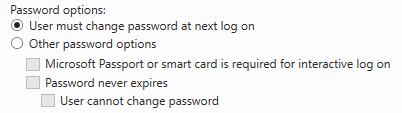 Password options:
User must change password at next log on
Other password options
Microsoft Passport or smart card is required for interactive log on
Password never expires
User cannot change password